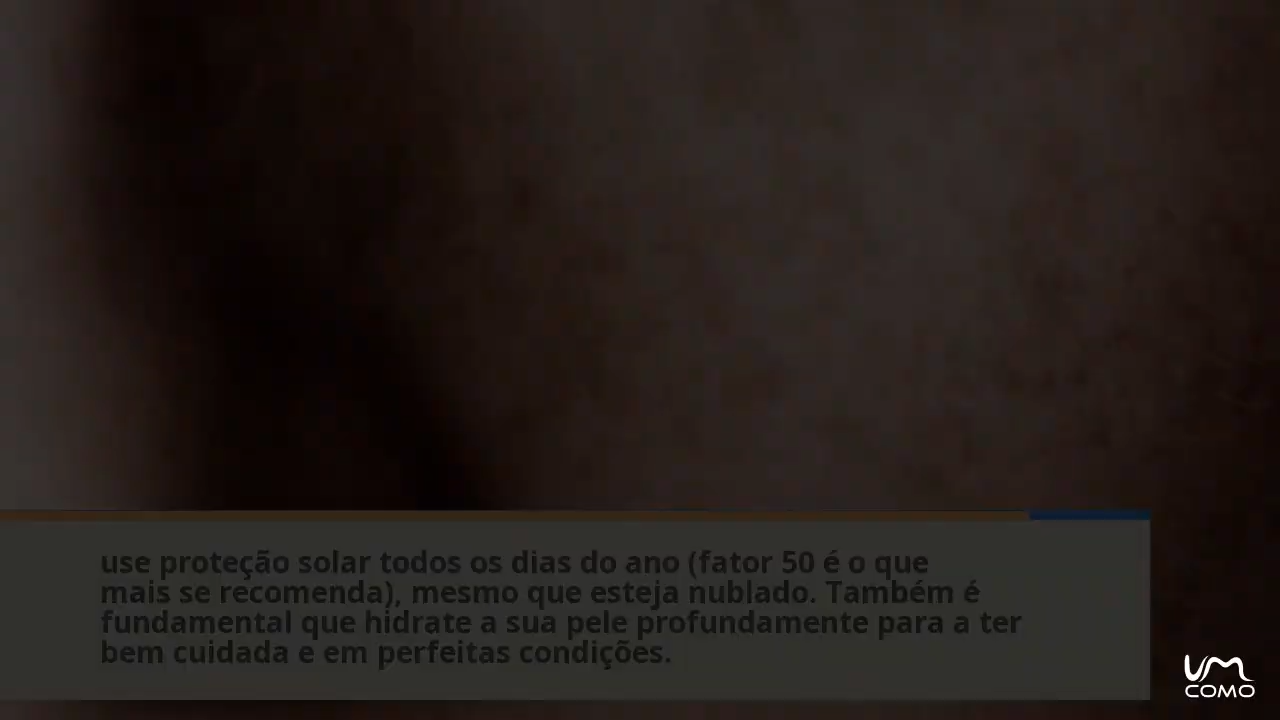 use proteção solar todos os dias do ano (fator 50 é o que
mais se recomenda), mesmo que esteja nublado. Também é
fundamental que hidrate a sua pele profundamente para a ter
bem cuidada e em perfeitas condições.
UM
COMO